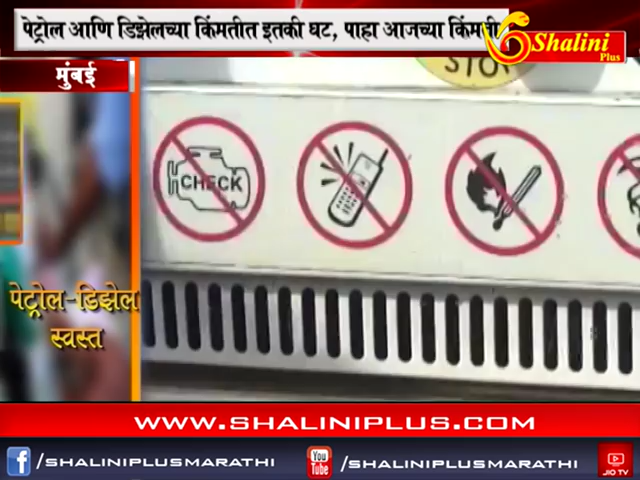 पेट्रोल आणि डिझेलच्या किंमतीत इतकी घट, पाहा आजच्या किंमती
Shalini
Plus
मुंबई
STOP
CHECK
पेट्रोल-डिझेल
स्वस्त
WWW.SHALINIPLUS.COM
/SHALINIPLUSMARATHI
You
Tube
/SHALINIPLUSMARATHI
JIO TV